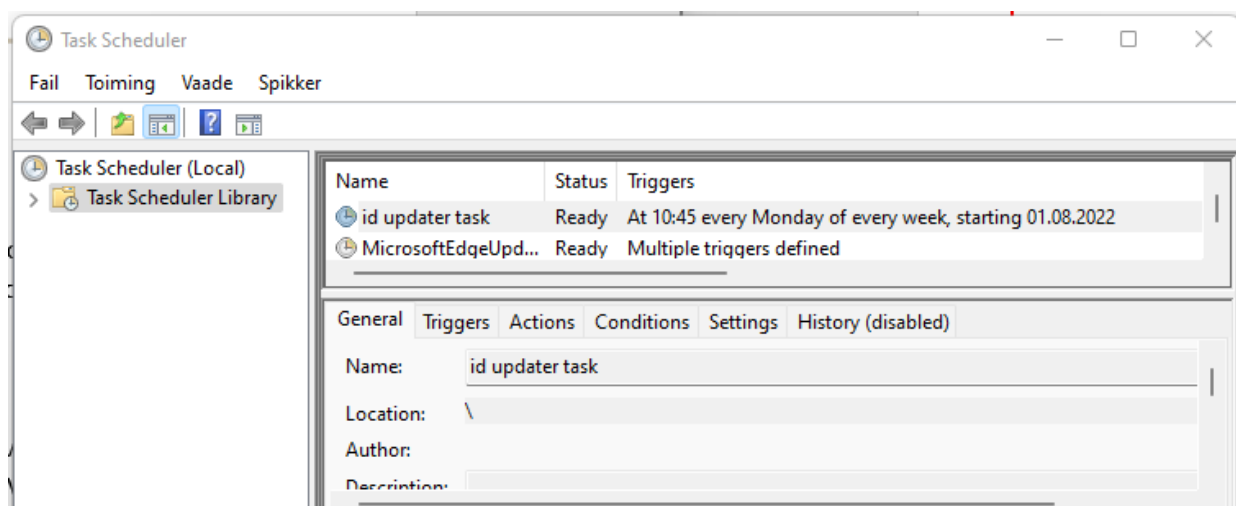 Task Scheduler
Fail Toiming Vaade Spikker
Task Scheduler (Local)
Task Scheduler Library
Name Status Triggers
id updater task Ready At 10:45 every Monday of every week, starting 01.08.2022
MicrosoftEdgeUpd... Ready Multiple triggers defined
General Triggers Actions Conditions Settings History (disabled)
Name: id updater task
Location: \
Author:
Description: